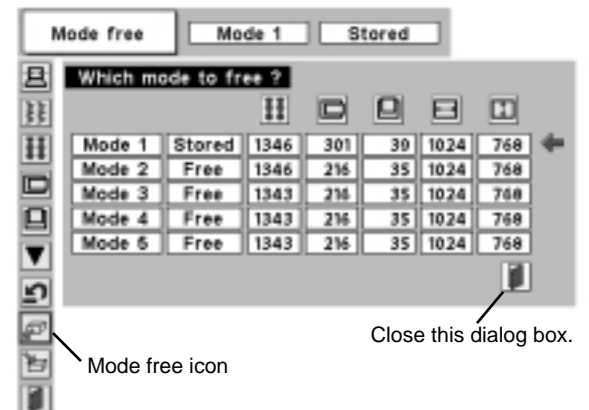 Mode free Mode 1 Stored
Which mode to free ?
Mode 1 Stored 1346 301 39 1024 768
Mode 2 Free 1346 216 35 1024 768
Mode 3 Free 1343 216 35 1024 768
Mode 4 Free 1343 216 35 1024 768
Mode 5 Free 1343 216 35 1024 768
Close this dialog box.
Mode free icon